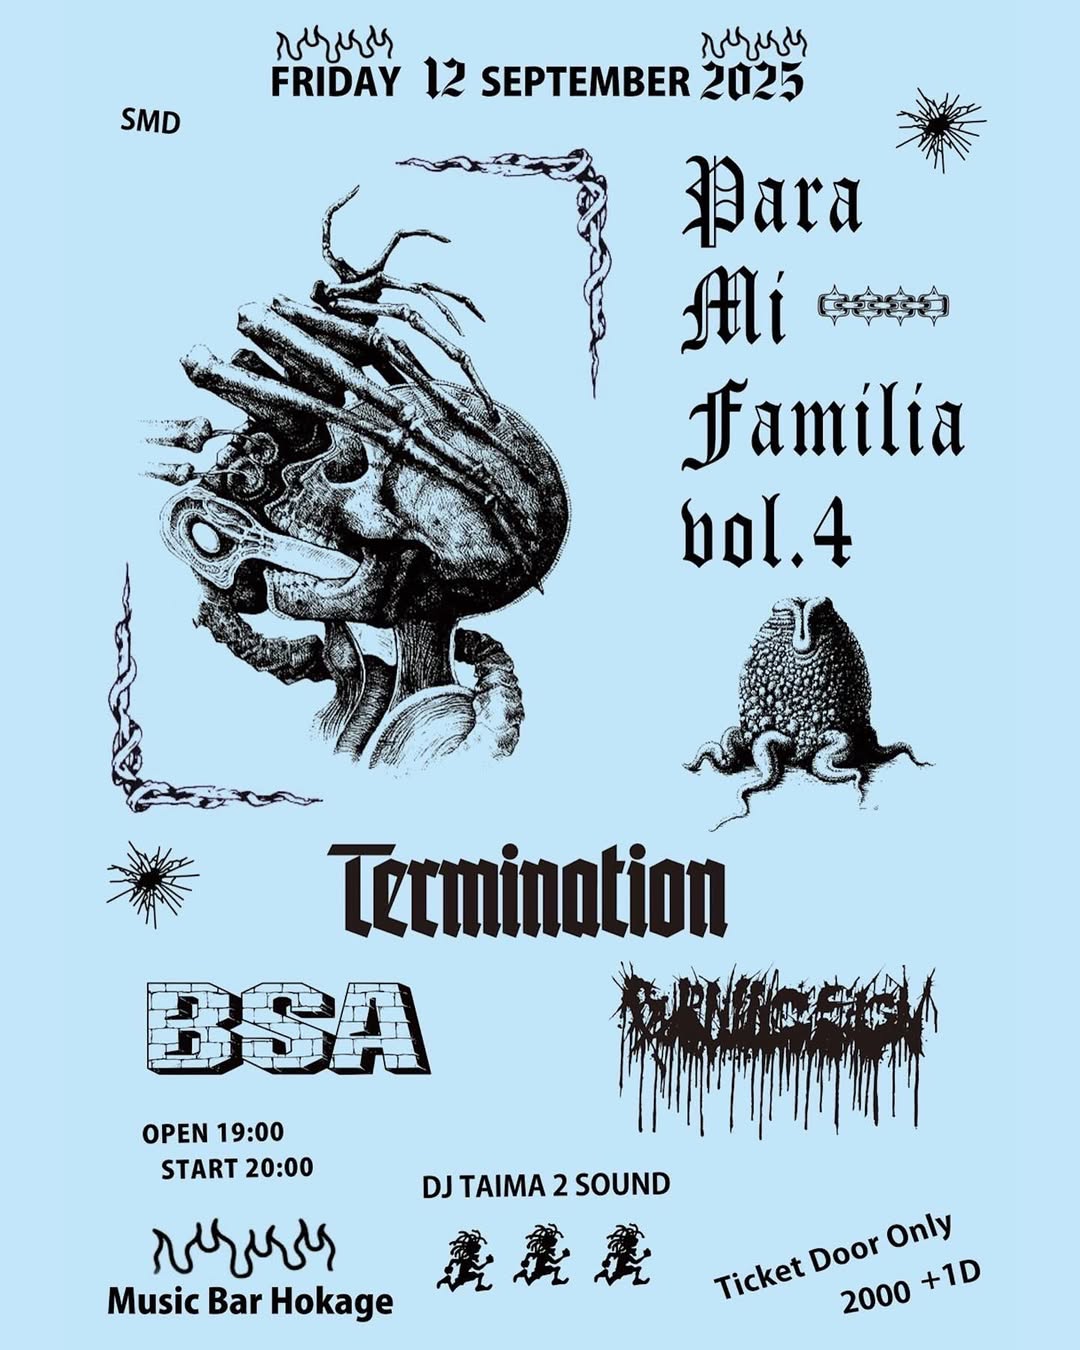 FRIDAY 12 SEPTEMBER 2025
SMD
Para
Mi
Familia
vol.4
Termination
BSA
OPEN 19:00
START 20:00
DJ TAIMA 2 SOUND
Music Bar Hokage
Ticket Door Only
2000 +1D